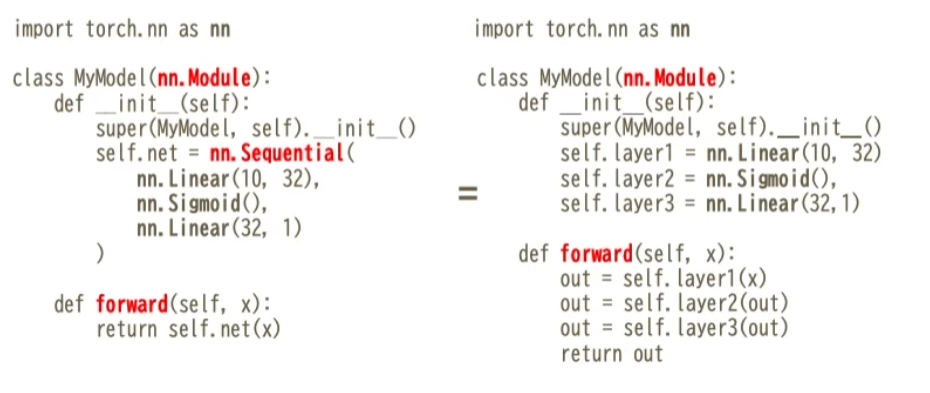 import torch.nn as nn
class MyModel(nn.Module):
    def __init__(self):
        super(MyModel, self).__init__()
        self.net = nn.Sequential(
            nn.Linear(10, 32),
            nn.Sigmoid(),
            nn.Linear(32, 1)
        )
    def forward(self, x):
        return self.net(x)
=
import torch.nn as nn
class MyModel(nn.Module):
    def __init__(self):
        super(MyModel, self).__init__()
        self.layer1 = nn.Linear(10, 32)
        self.layer2 = nn.Sigmoid(),
        self.layer3 = nn.Linear(32,1)
    def forward(self, x):
        out = self.layer1(x)
        out = self.layer2(out)
        out = self.layer3(out)
        return out